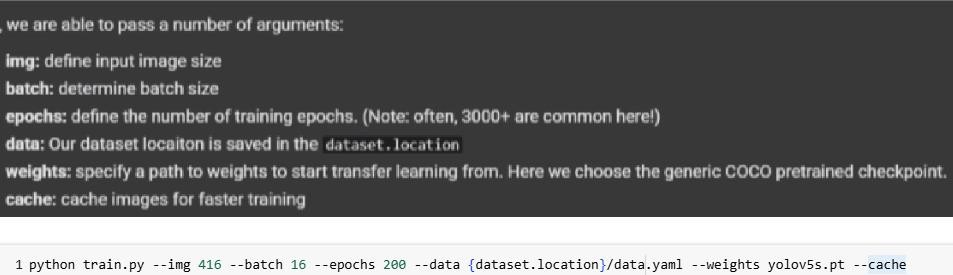 , we are able to pass a number of arguments:
img: define input image size
batch: determine batch size
epochs: define the number of training epochs. (Note: often, 3000+ are common here!)
data: Our dataset locaiton is saved in the dataset.location
weights: specify a path to weights to start transfer learning from. Here we choose the generic COCO pretrained checkpoint.
cache: cache images for faster training
1 python train.py --img 416 --batch 16 --epochs 200 --data {dataset.location}/data.yaml --weights yolov5s.pt --cache